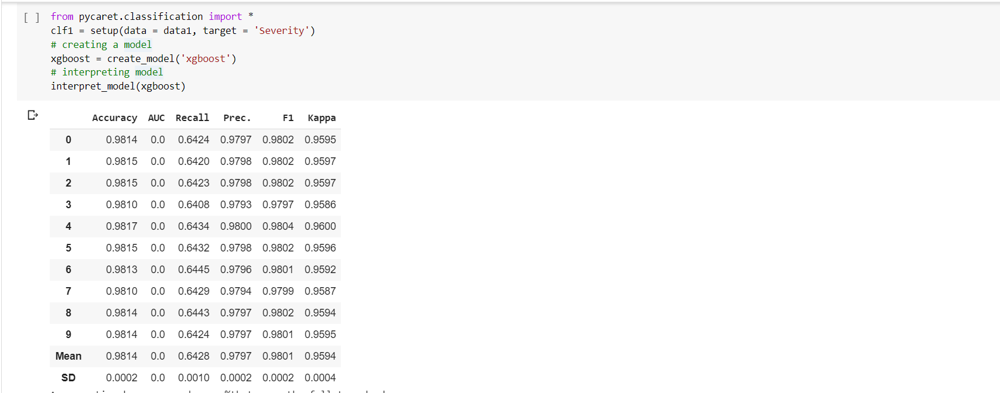 [ ] from pycaret.classification import *
clf1 = setup(data = data1, target = 'Severity')
# creating a model
xgboost = create_model('xgboost')
# interpreting model
interpret_model(xgboost)
Accuracy AUC Recall Prec. F1 Kappa
0 0.9814 0.0 0.6424 0.9797 0.9802 0.9595
1 0.9815 0.0 0.6420 0.9798 0.9802 0.9597
2 0.9815 0.0 0.6423 0.9798 0.9802 0.9597
3 0.9810 0.0 0.6408 0.9793 0.9797 0.9586
4 0.9817 0.0 0.6434 0.9800 0.9804 0.9600
5 0.9815 0.0 0.6432 0.9798 0.9802 0.9596
6 0.9813 0.0 0.6445 0.9796 0.9801 0.9592
7 0.9810 0.0 0.6429 0.9794 0.9799 0.9587
8 0.9814 0.0 0.6443 0.9797 0.9802 0.9594
9 0.9814 0.0 0.6424 0.9797 0.9801 0.9595
Mean 0.9814 0.0 0.6428 0.9797 0.9801 0.9594
SD 0.0002 0.0 0.0010 0.0002 0.0002 0.0004